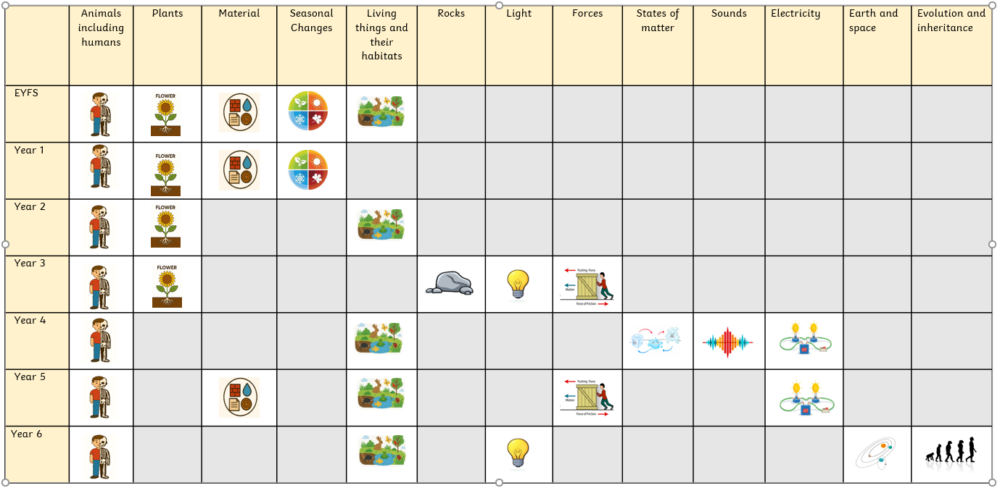 Animals
including
humans
Plants
Material
Seasonal
Changes
Living
things and
their
habitats
Rocks
Light
Forces
States of
matter
Sounds
Electricity
Earth and
space
Evolution and
inheritance
EYFS
FLOWER
Year 1
FLOWER
Year 2
FLOWER
Year 3
FLOWER
Pushing Force
Motion
Force of Friction
Year 4
Year 5
Pushing Force
Motion
Force of Friction
Year 6